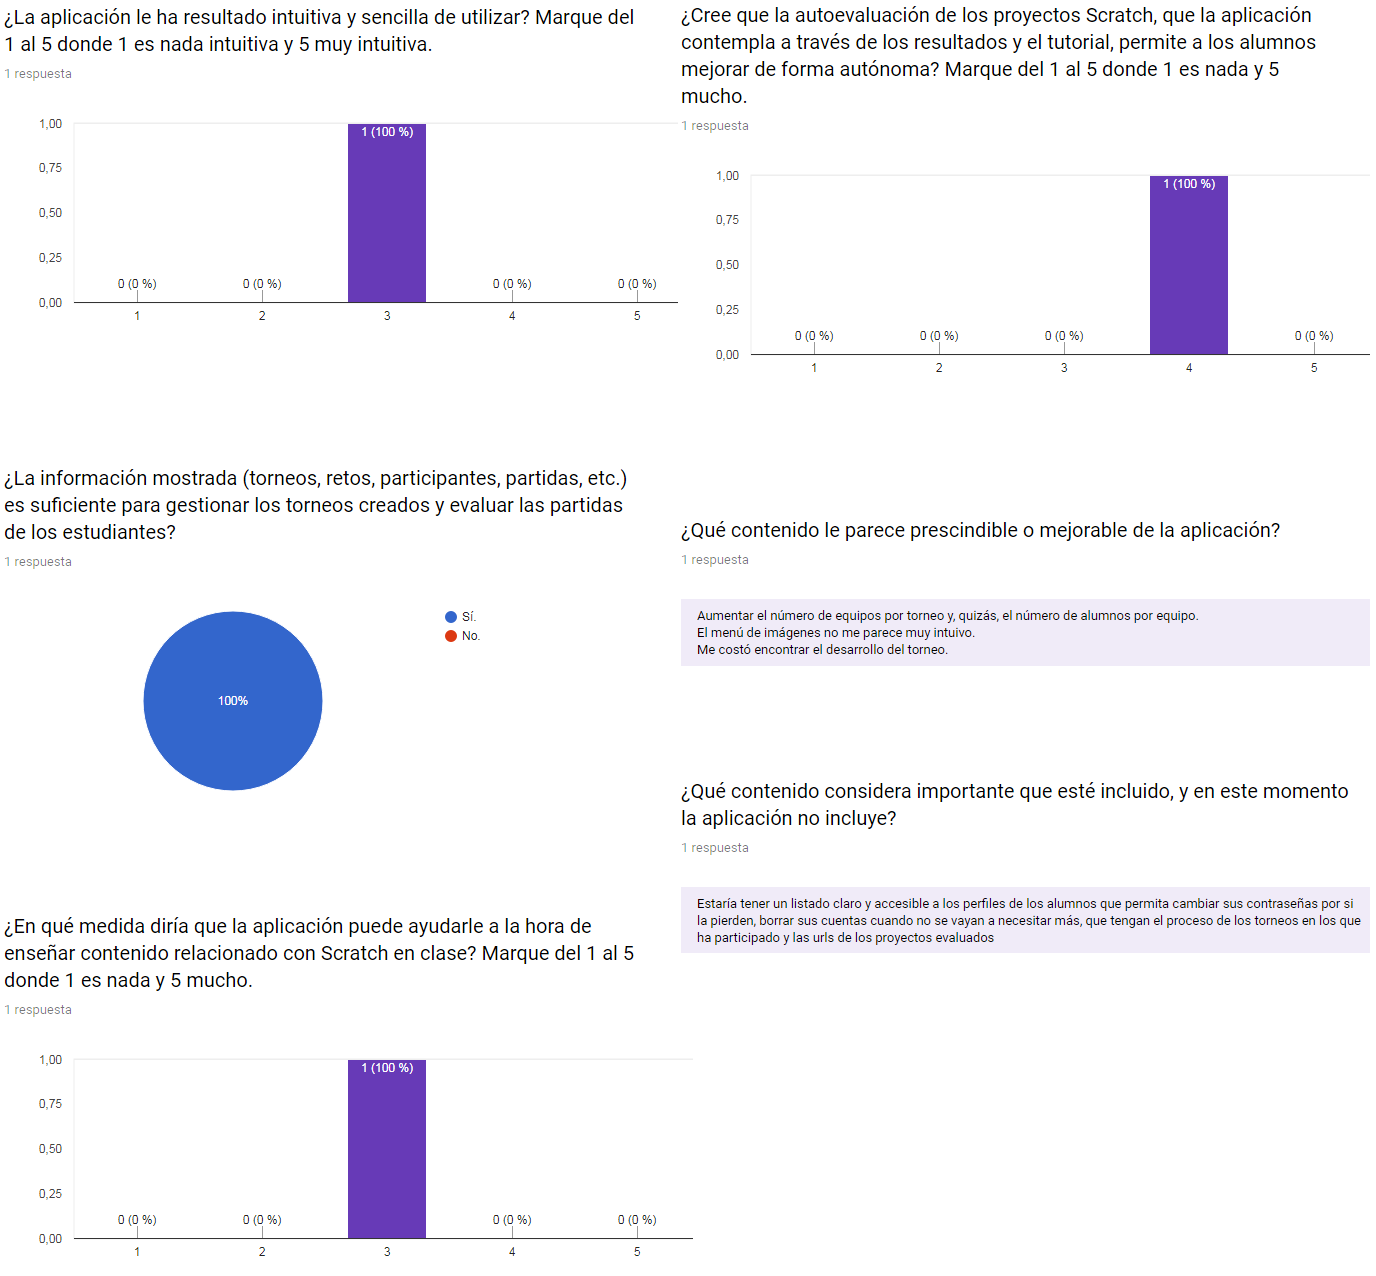 ¿La aplicación le ha resultado intuitiva y sencilla de utilizar? Marque del
1 al 5 donde 1 es nada intuitiva y 5 muy intuitiva.
1 respuesta
1,00
0,75
0,50
0,25
0,00
0 (0 %)
0 (0 %)
1 (100 %)
0 (0 %)
0 (0 %)
1
2
3
4
5
¿La información mostrada (torneos, retos, participantes, partidas, etc.)
es suficiente para gestionar los torneos creados y evaluar las partidas
de los estudiantes?
1 respuesta
100%
Sí.
No.
¿En qué medida diría que la aplicación puede ayudarle a la hora de
enseñar contenido relacionado con Scratch en clase? Marque del 1 al 5
donde 1 es nada y 5 mucho.
1 respuesta
1,00
0,75
0,50
0,25
0,00
0 (0 %)
0 (0 %)
1 (100 %)
0 (0 %)
0 (0 %)
1
2
3
4
5
¿Cree que la autoevaluación de los proyectos Scratch, que la aplicación
contempla a través de los resultados y el tutorial, permite a los alumnos
mejorar de forma autónoma? Marque del 1 al 5 donde 1 es nada y 5
mucho.
1 respuesta
1,00
0,75
0,50
0,25
0,00
0 (0 %)
0 (0 %)
0 (0 %)
1 (100 %)
0 (0 %)
1
2
3
4
5
¿Qué contenido le parece prescindible o mejorable de la aplicación?
1 respuesta
Aumentar el número de equipos por torneo y, quizás, el número de alumnos por equipo.
El menú de imágenes no me parece muy intuivo.
Me costó encontrar el desarrollo del torneo.
¿Qué contenido considera importante que esté incluido, y en este momento
la aplicación no incluye?
1 respuesta
Estaría tener un listado claro y accesible a los perfiles de los alumnos que permita cambiar sus contraseñas por si
la pierden, borrar sus cuentas cuando no se vayan a necesitar más, que tengan el proceso de los torneos en los que
ha participado y las urls de los proyectos evaluados